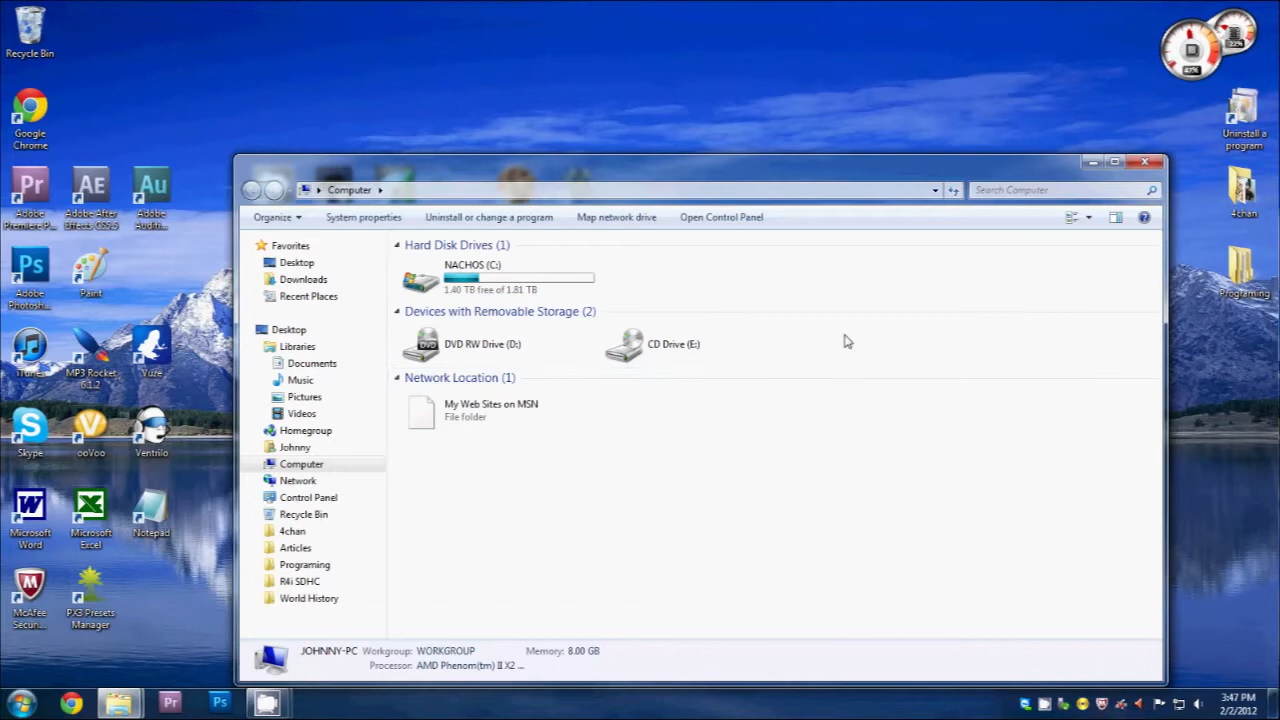 Recycle Bin
Google
Chrome
Adobe
Premiere P...
Adobe After
Effects, CS5.5
Adobe
Auditi...
Adobe
Photosh...
Paint
iTunes
MP3 Rocket
6.1.2
Vuze
Skype
ooVoo
Ventrilo
Microsoft
Word
Microsoft
Excel
Notepad
McAfee
Securi...
PX3 Presets
Manager
47%
22%
Uninstall a
program
4chan
Programing
Computer
Search Computer
Organize
System properties
Uninstall or change a program
Map network drive
Open Control Panel
Favorites
Desktop
Downloads
Recent Places
Desktop
Libraries
Documents
Music
Pictures
Videos
Homegroup
Johnny
Computer
Network
Control Panel
Recycle Bin
4chan
Articles
Programing
R4i SDHC
World History
Hard Disk Drives (1)
NACHOS (C:)
1.40 TB free of 1.81 TB
Devices with Removable Storage (2)
DVD RW Drive (D:)
CD Drive (E:)
Network Location (1)
My Web Sites on MSN
File folder
JOHNNY-PC Workgroup: WORKGROUP Memory: 8.00 GB
Processor: AMD Phenom(tm) II X2 ...
3:47 PM
2/2/2012